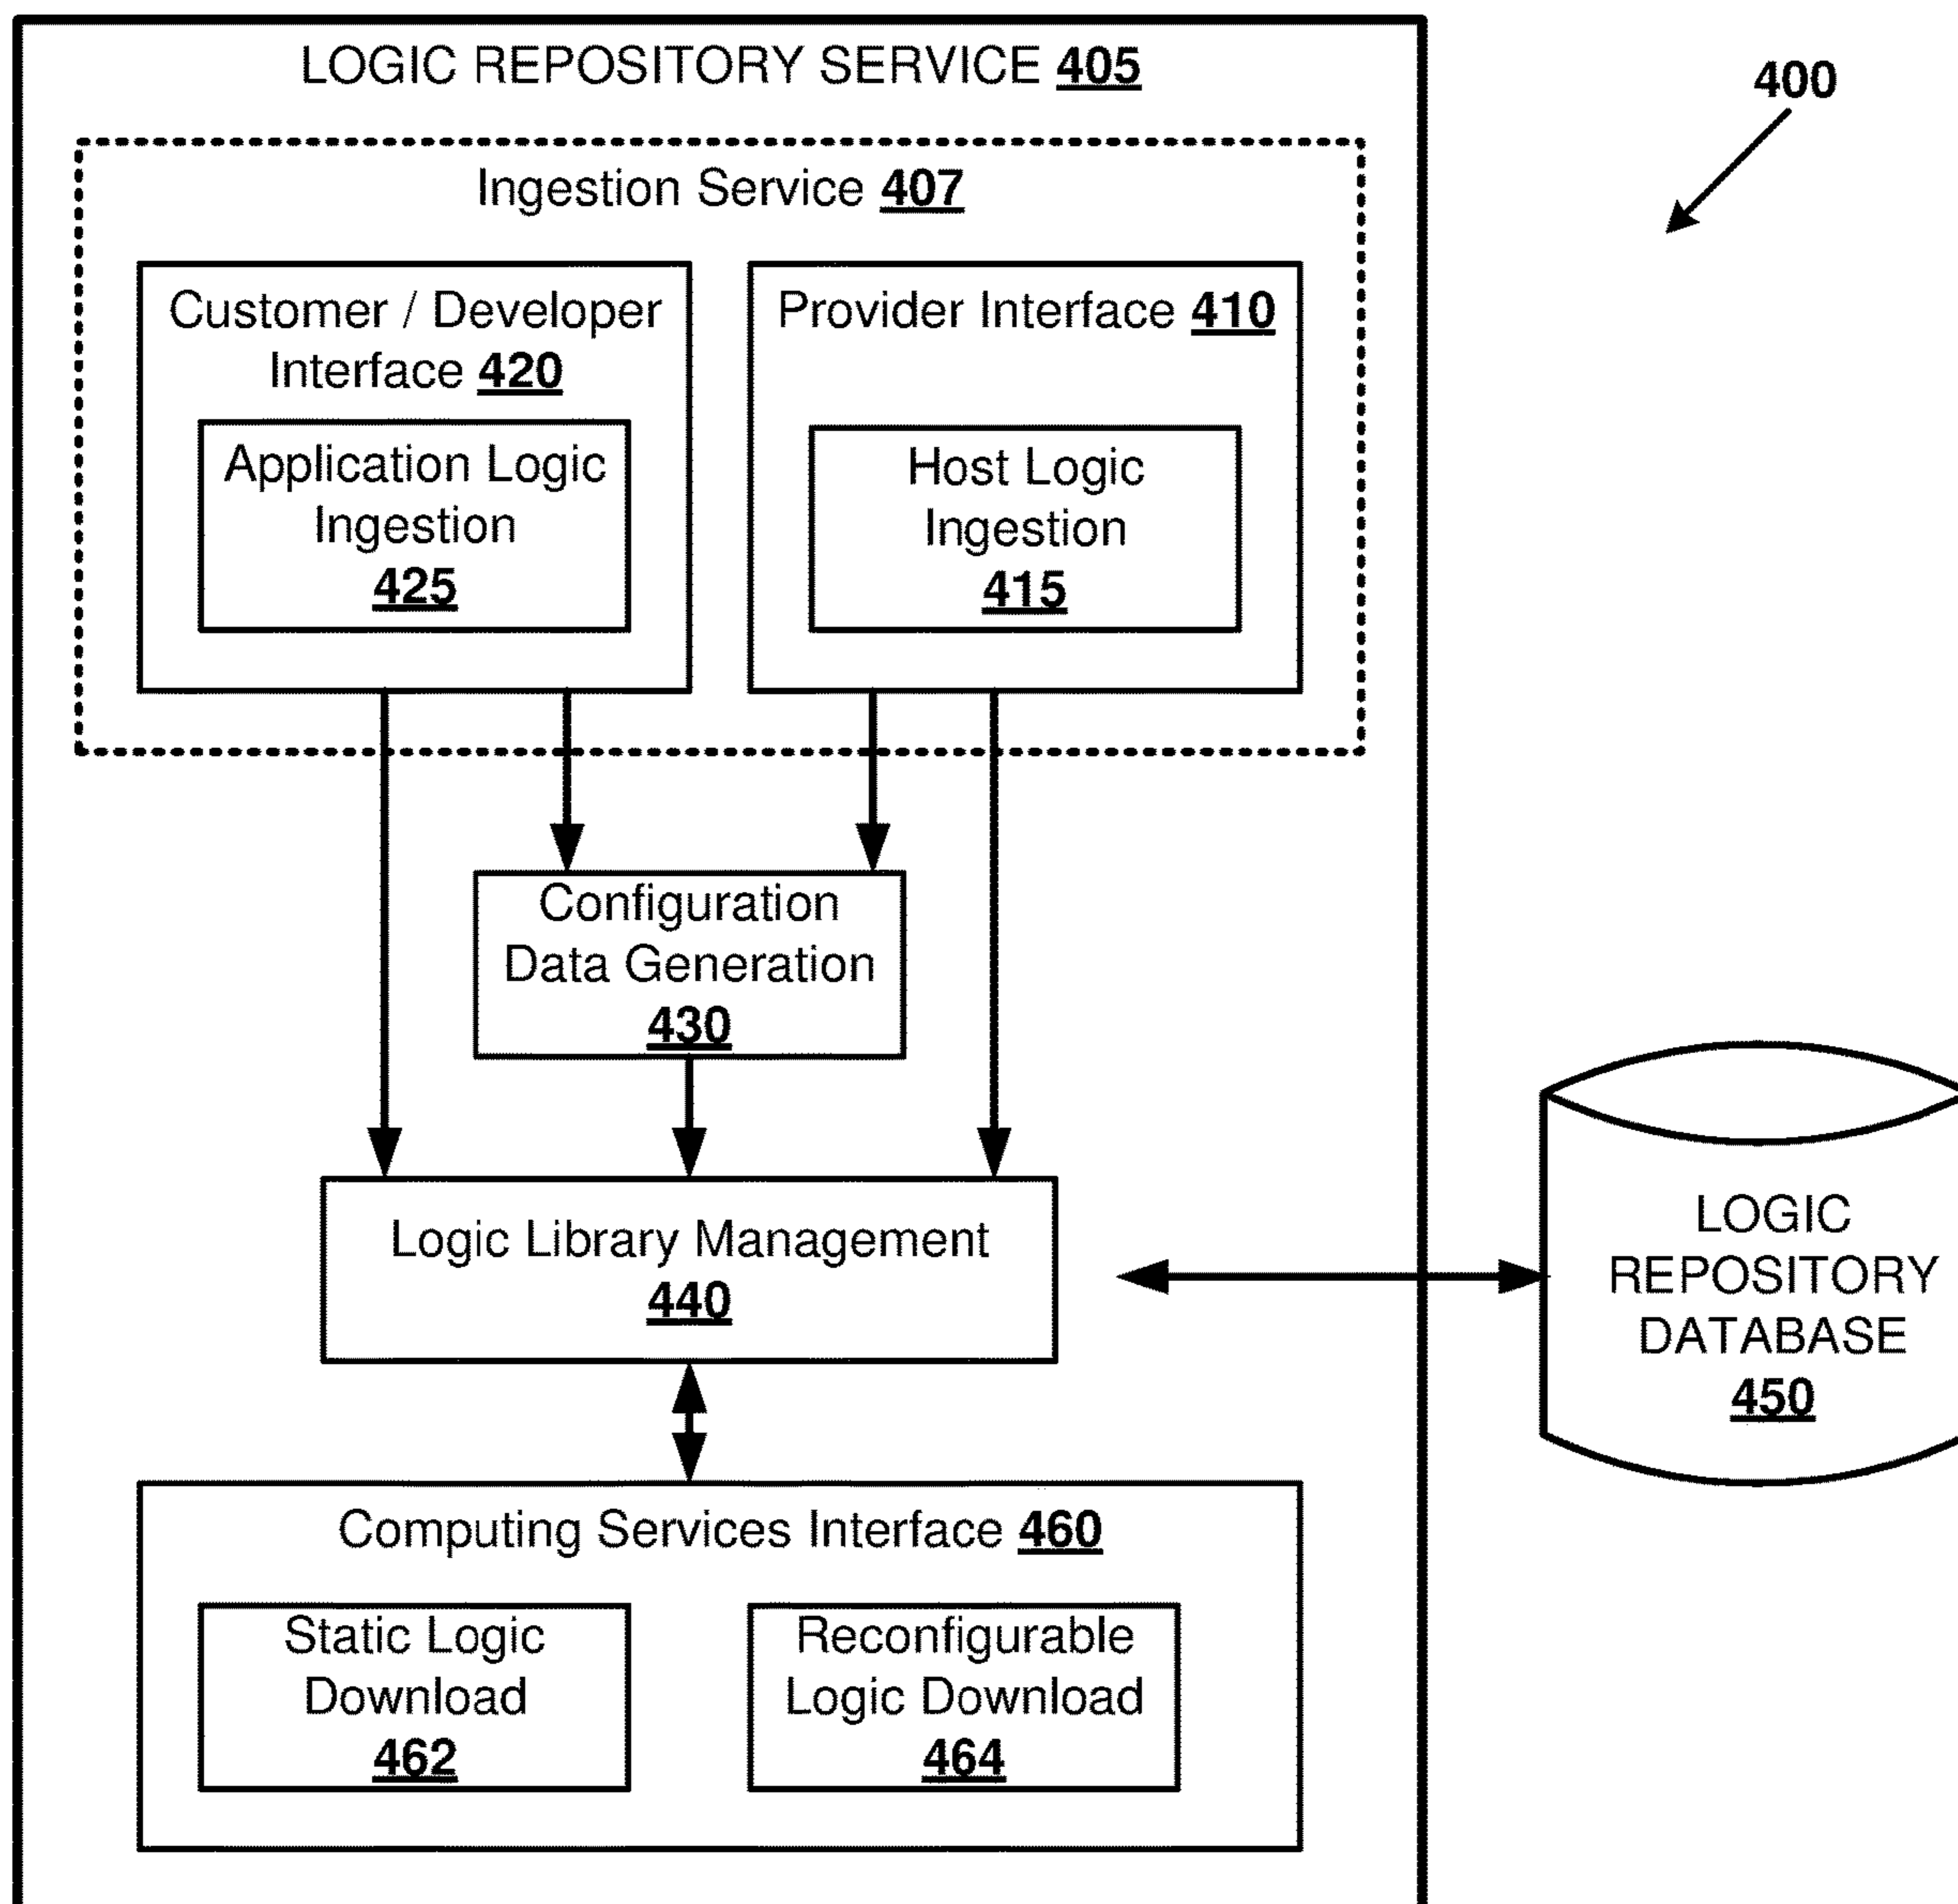 LOGIC REPOSITORY SERVICE 405
400
Ingestion Service 407
Customer / Developer
Interface 420
Application Logic
Ingestion
425
Provider Interface 410
Host Logic
Ingestion
415
Configuration
Data Generation
430
Logic Library Management
440
LOGIC
REPOSITORY
DATABASE
450
Computing Services Interface 460
Static Logic
Download
462
Reconfigurable
Logic Download
464